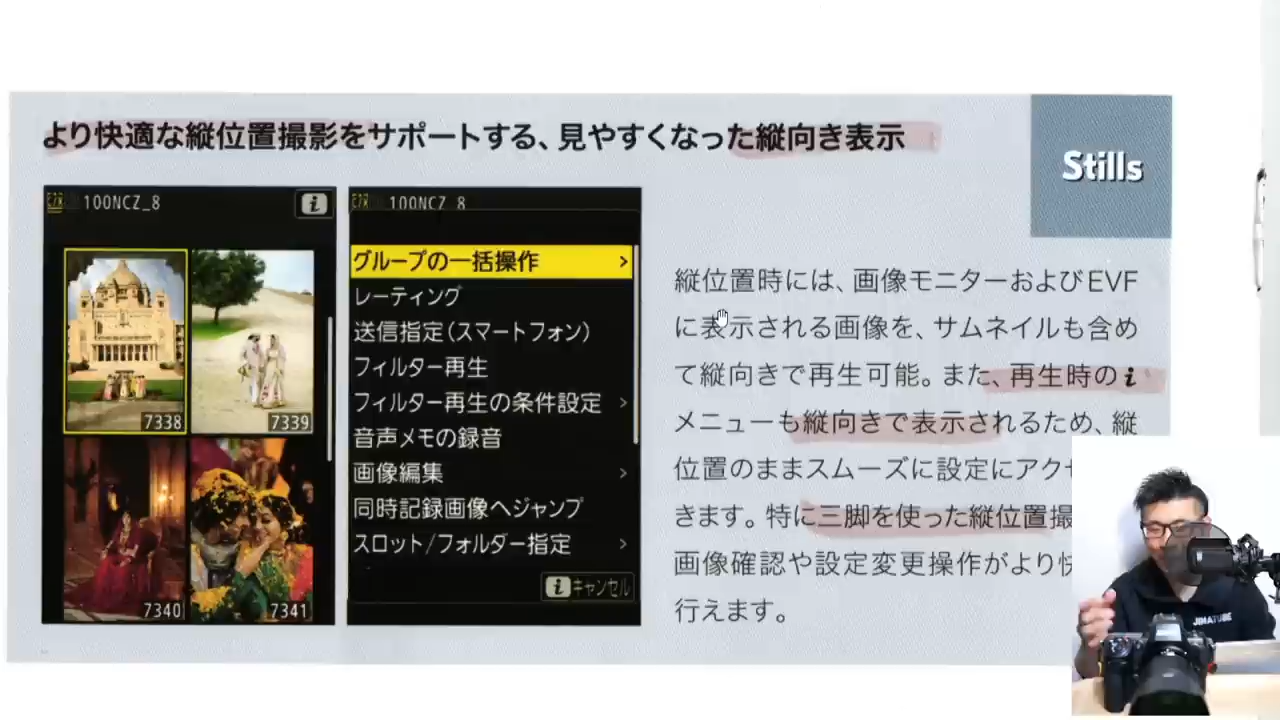 より快適な縦位置撮影をサポートする、見やすくなった縦向き表示
Stills
100NCZ_8
i
7338
7339
7340
7341
100NCZ_8
グループの一括操作 >
レーティング
送信指定(スマートフォン)
フィルター再生
フィルター再生の条件設定 >
音声メモの録音
画像編集 >
同時記録画像へジャンプ
スロット/フォルダー指定 >
iキャンセル
縦位置時には、画像モニターおよびEVF
に表示される画像を、サムネイルも含め
て縦向きで再生可能。また、再生時のi
メニューも縦向きで表示されるため、縦
位置のままスムーズに設定にアクセ
きます。特に三脚を使った縦位置撮
画像確認や設定変更操作がより快
行えます。
JINATUBE